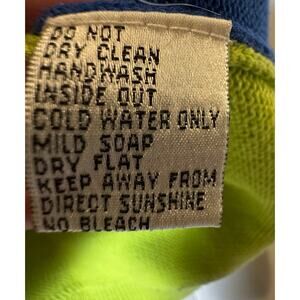 DO NOT
DRY CLEAN
HANDWASH
INSIDE OUT
COLD WATER ONLY
MILD SOAP
DRY FLAT
KEEP AWAY FROM
DIRECT SUNSHINE
NO BLEACH